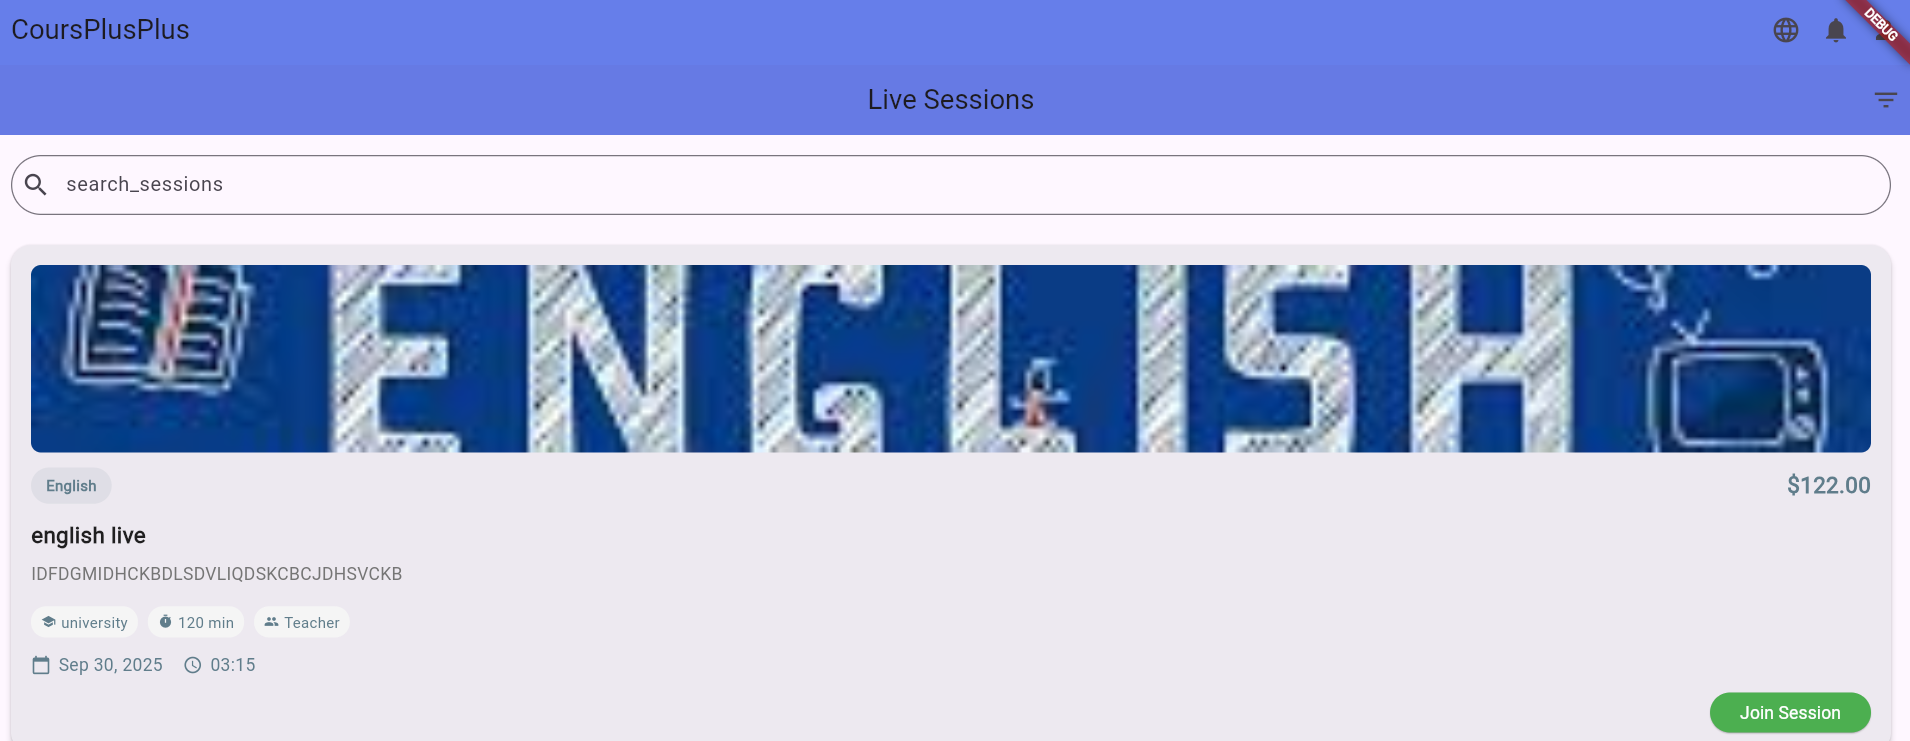 CoursPlusPlus
DEBUG
Live Sessions
search_sessions
ENGLISH
English
$122.00
english live
IDFDGMIDHCKBDLSDVLIQDSKCBCJDHSVCKB
university
120 min
Teacher
Sep 30, 2025
03:15
Join Session